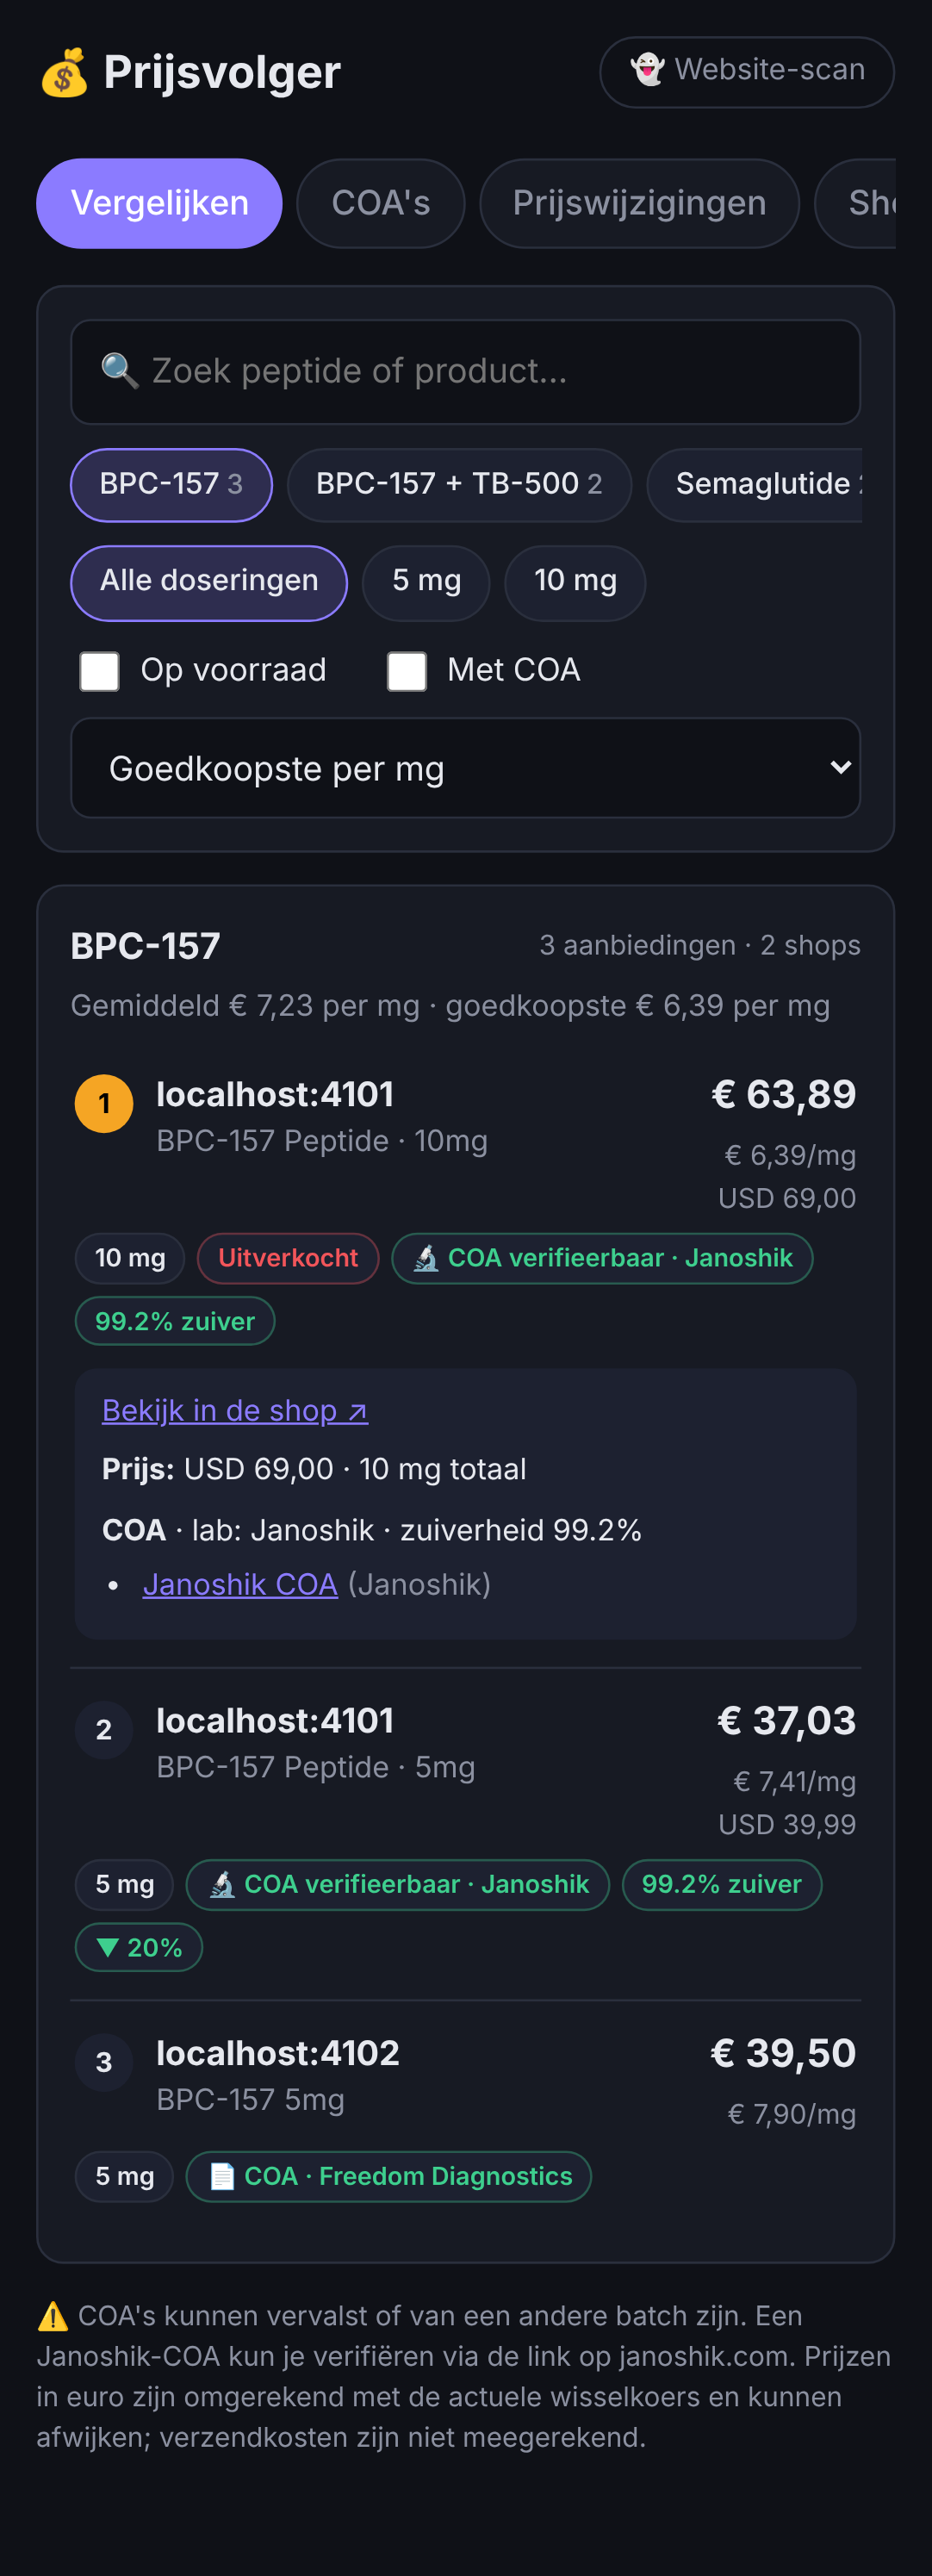 💰 Prijsvolger
👻 Website-scan
Vergelijken
COA's
Prijswijzigingen
🔍 Zoek peptide of product...
BPC-157 3
BPC-157 + TB-500 2
Semaglutide
Alle doseringen
5 mg
10 mg
Op voorraad
Met COA
Goedkoopste per mg
BPC-157
3 aanbiedingen · 2 shops
Gemiddeld € 7,23 per mg · goedkoopste € 6,39 per mg
1
localhost:4101
€ 63,89
BPC-157 Peptide · 10mg
€ 6,39/mg
USD 69,00
10 mg
Uitverkocht
🔬 COA verifieerbaar · Janoshik
99.2% zuiver
Bekijk in de shop ↗
Prijs: USD 69,00 · 10 mg totaal
COA · lab: Janoshik · zuiverheid 99.2%
• Janoshik COA (Janoshik)
2
localhost:4101
€ 37,03
BPC-157 Peptide · 5mg
€ 7,41/mg
USD 39,99
5 mg
🔬 COA verifieerbaar · Janoshik
99.2% zuiver
▼ 20%
3
localhost:4102
€ 39,50
BPC-157 5mg
€ 7,90/mg
5 mg
📄 COA · Freedom Diagnostics
⚠️ COA's kunnen vervalst of van een andere batch zijn. Een
Janoshik-COA kun je verifiëren via de link op janoshik.com. Prijzen
in euro zijn omgerekend met de actuele wisselkoers en kunnen
afwijken; verzendkosten zijn niet meegerekend.